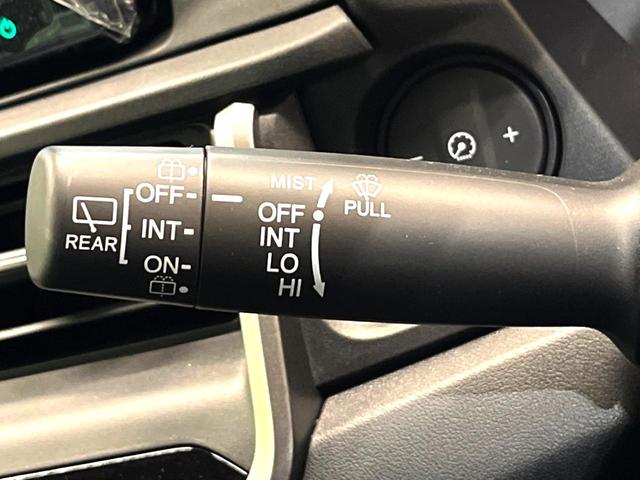 REAR
OFF
INT
ON
MIST
OFF
INT
LO
HI
PULL
+